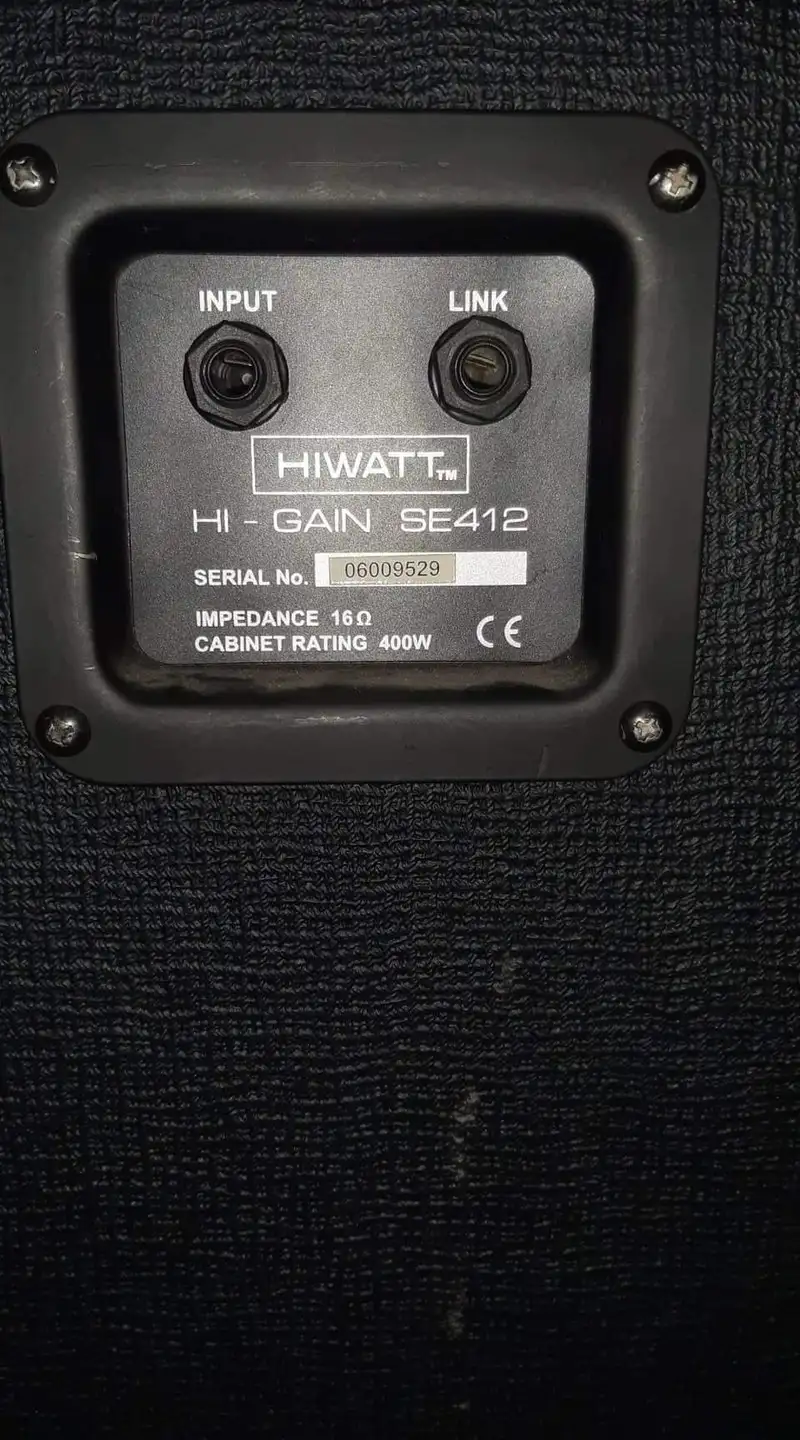 INPUT LINK
HIWATT™
HI - GAIN SE412
SERIAL No. 06009529
IMPEDANCE 16Ω
CABINET RATING 400W CE